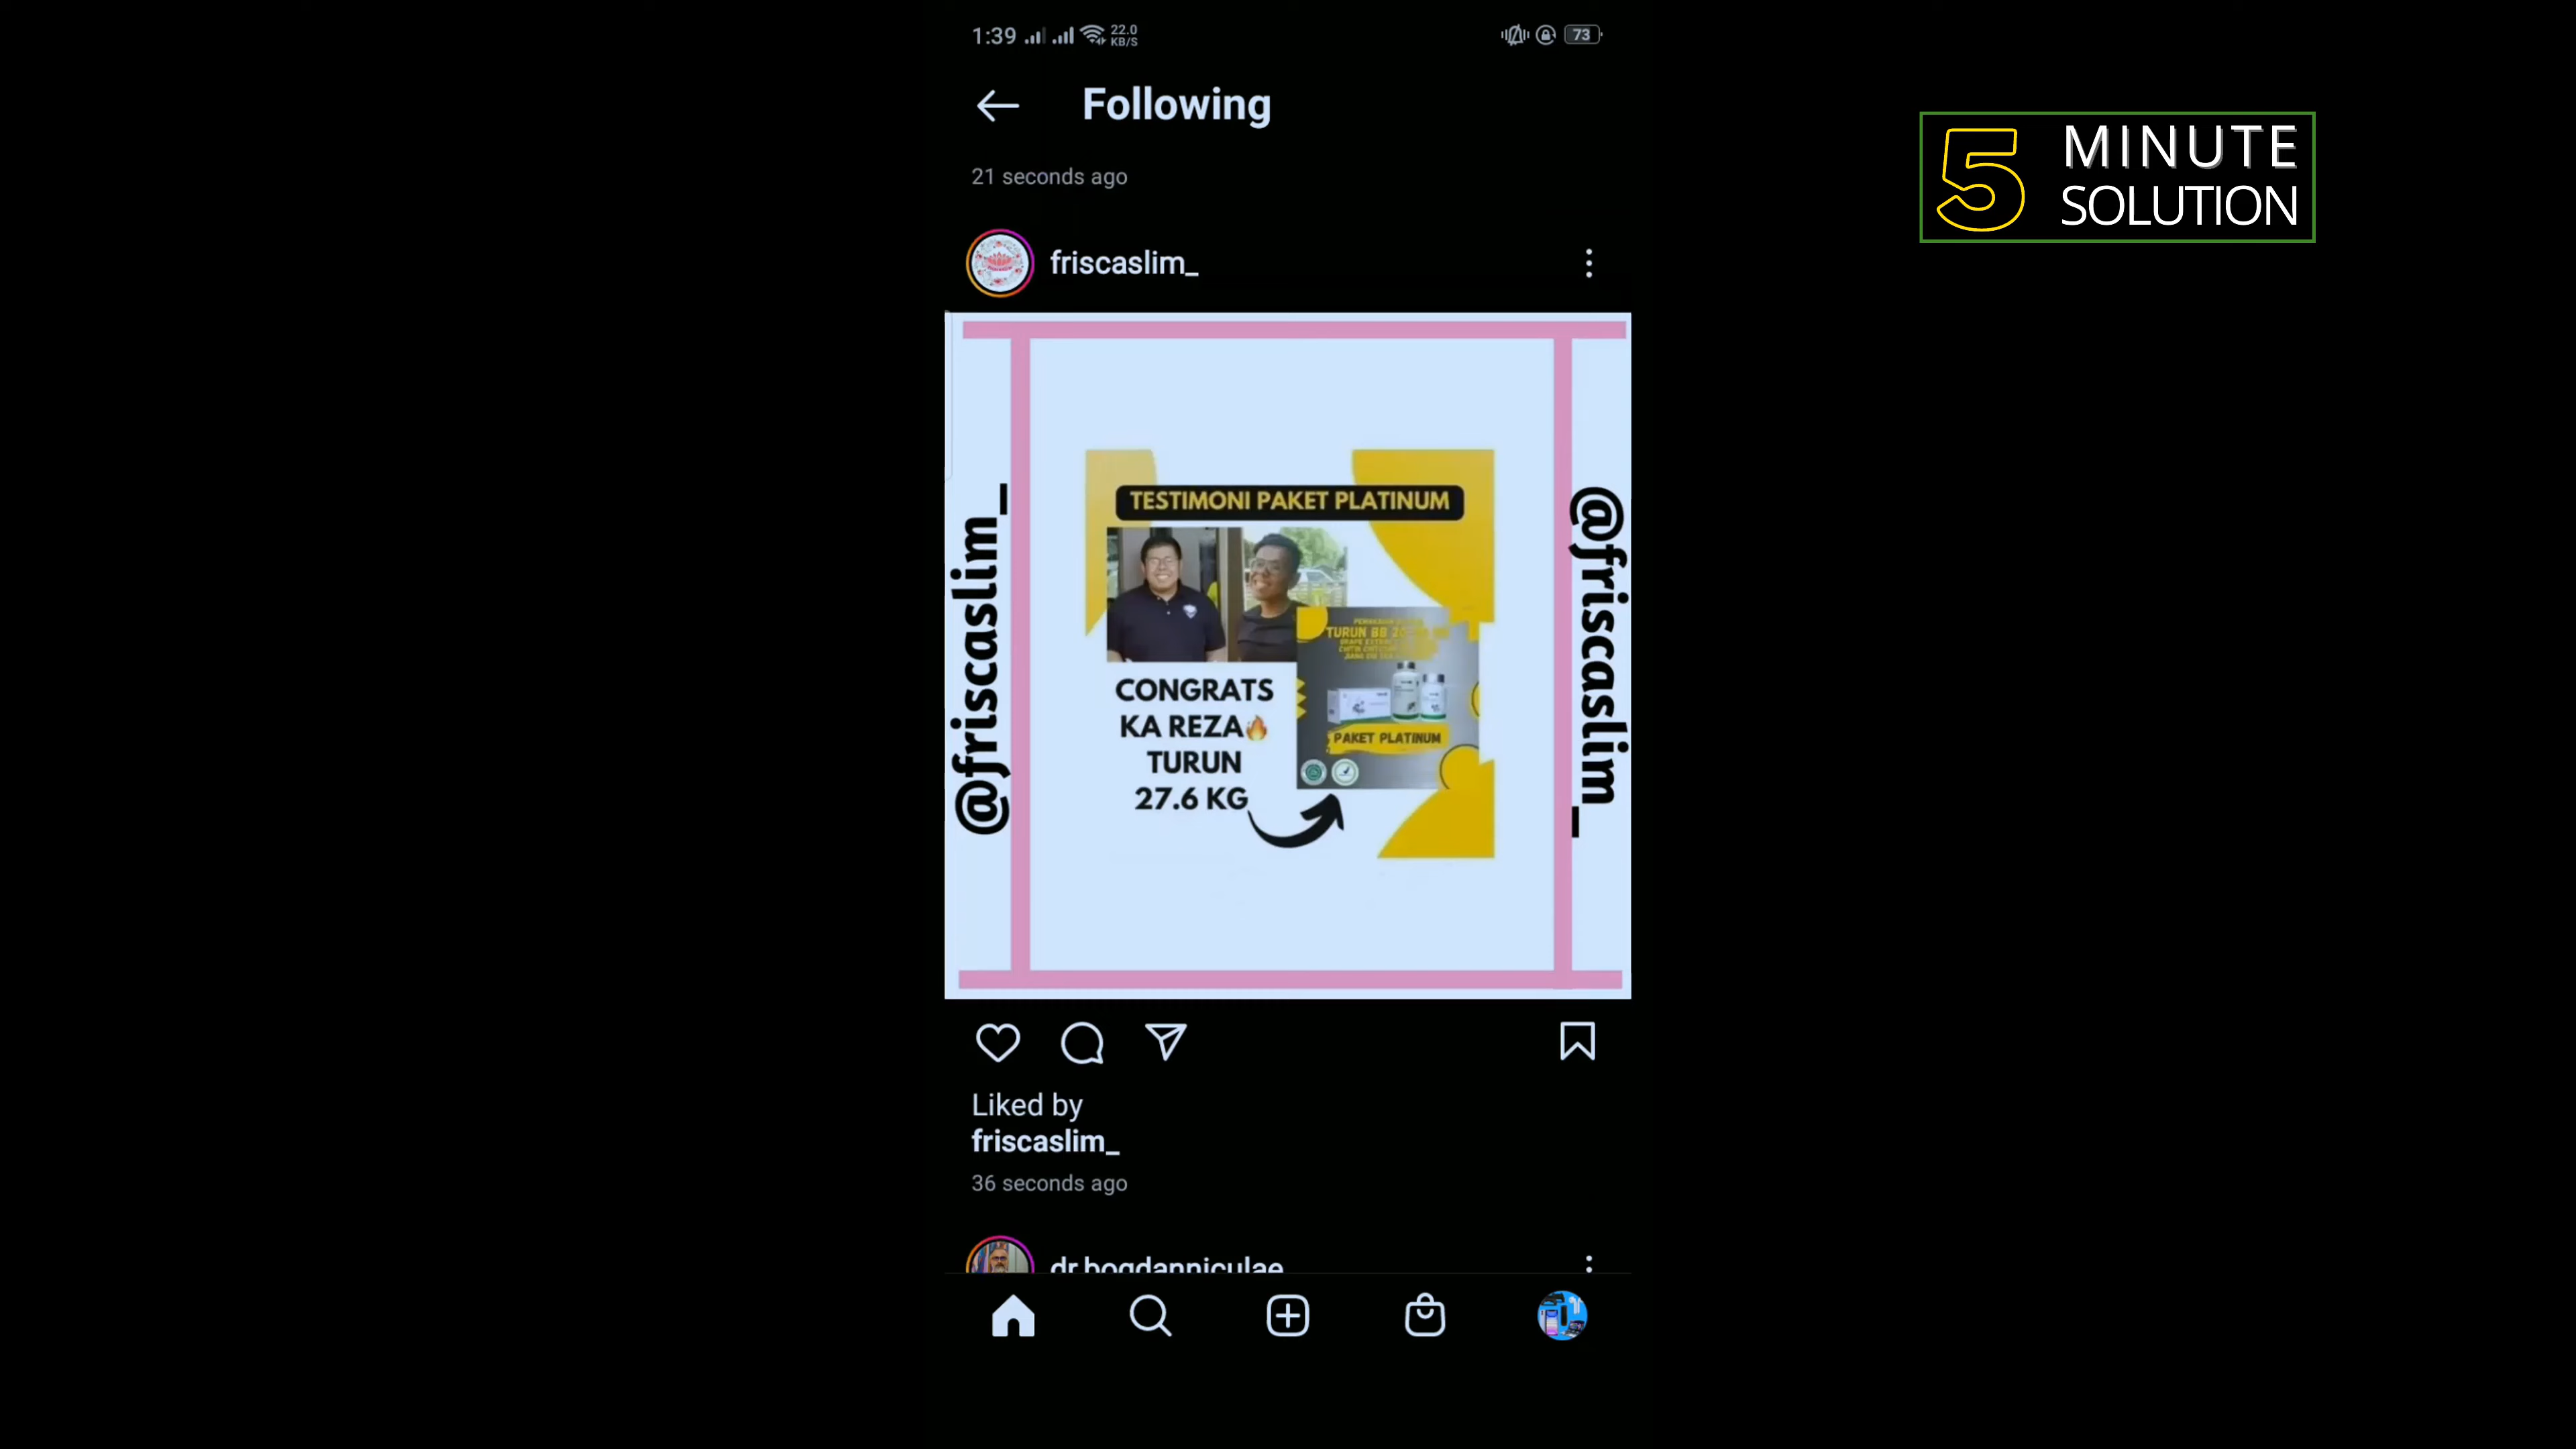 1:39 22.0 KB/S 73
Following
5 MINUTE
SOLUTION
21 seconds ago
friscaslim_
@friscaslim_
@friscaslim_
TESTIMONI PAKET PLATINUM
TURUN BB
CONGRATS
KA REZA🔥
TURUN
27.6 KG
PAKET PLATINUM
Liked by
friscaslim_
36 seconds ago
dr.bogdanniculae